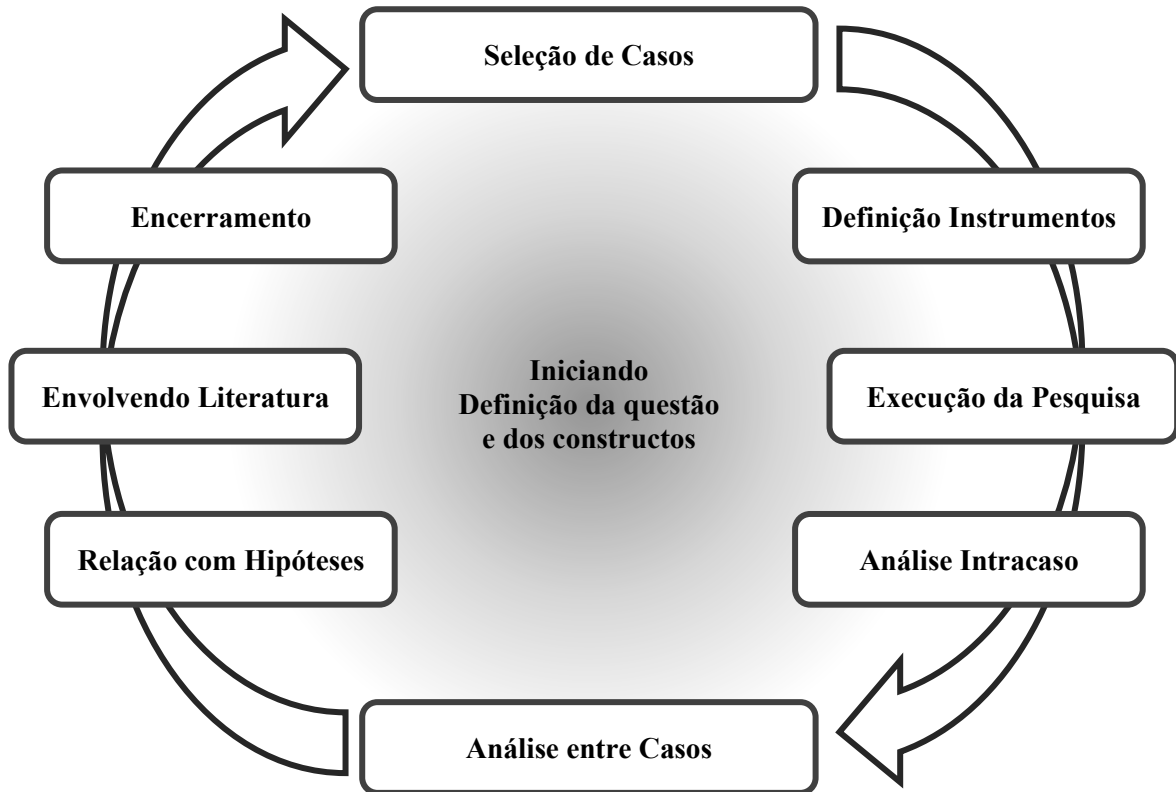 Seleção de Casos
Encerramento
Definição Instrumentos
Iniciando
Definição da questão
e dos constructos
Envolvendo Literatura
Execução da Pesquisa
Relação com Hipóteses
Análise Intracaso
Análise entre Casos